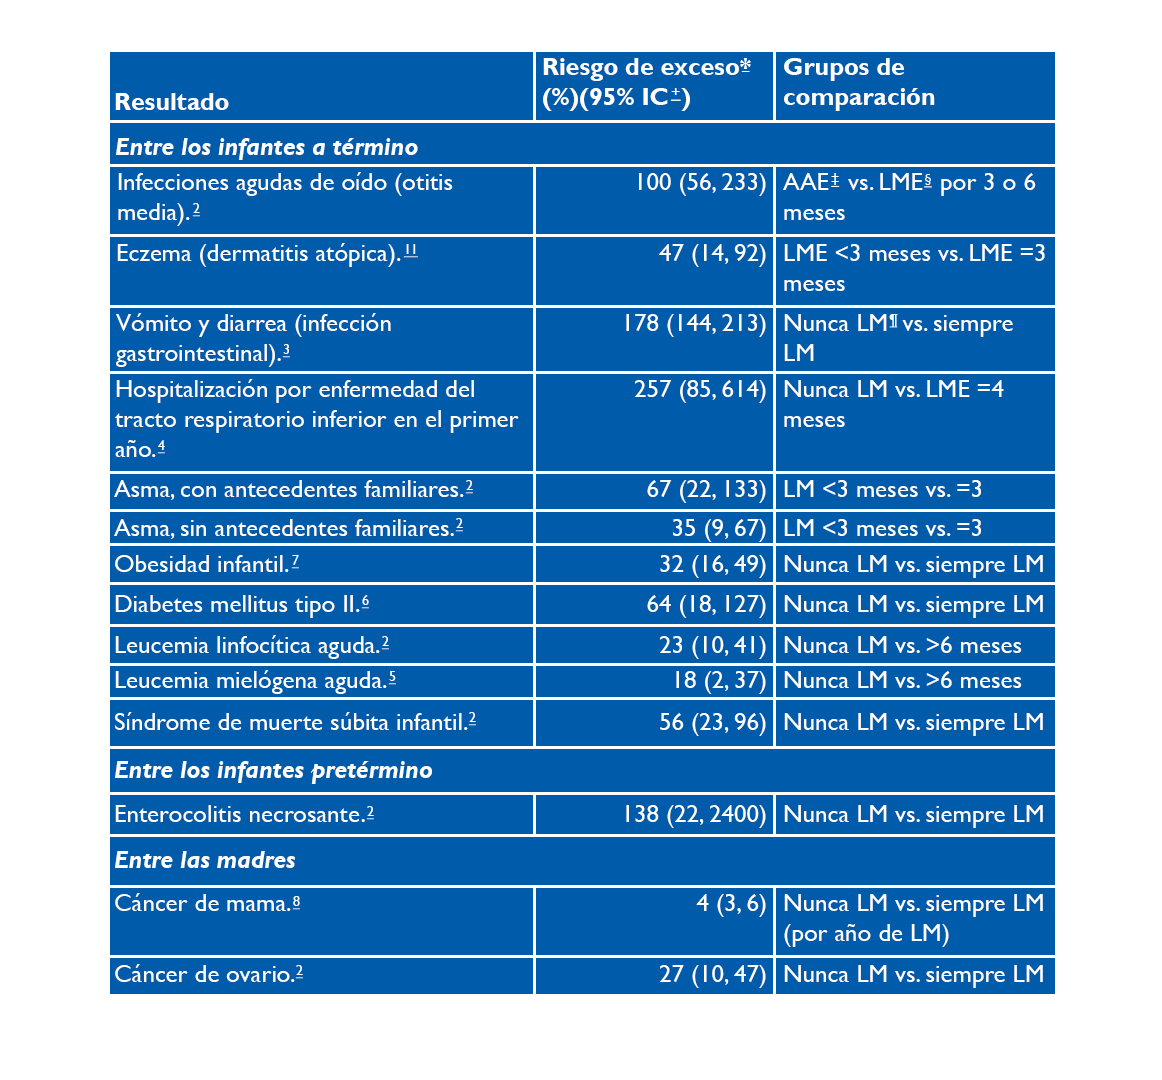 Resultado
Riesgo de exceso*
(%)(95% IC+)
Grupos de
comparación
Entre los infantes a término
Infecciones agudas de oído (otitis
media).2
100 (56, 233)
AAE‡ vs. LME§ por 3 o 6
meses
Eczema (dermatitis atópica).11
47 (14, 92)
LME <3 meses vs. LME =3
meses
Vómito y diarrea (infección
gastrointestinal).3
178 (144, 213)
Nunca LM¶ vs. siempre
LM
Hospitalización por enfermedad del
tracto respiratorio inferior en el primer
año.4
257 (85, 614)
Nunca LM vs. LME =4
meses
Asma, con antecedentes familiares.2
67 (22, 133)
LM <3 meses vs. =3
Asma, sin antecedentes familiares.2
35 (9, 67)
LM <3 meses vs. =3
Obesidad infantil.7
32 (16, 49)
Nunca LM vs. siempre LM
Diabetes mellitus tipo II.6
64 (18, 127)
Nunca LM vs. siempre LM
Leucemia linfocítica aguda.2
23 (10, 41)
Nunca LM vs. >6 meses
Leucemia mielógena aguda.5
18 (2, 37)
Nunca LM vs. >6 meses
Síndrome de muerte súbita infantil.2
56 (23, 96)
Nunca LM vs. siempre LM
Entre los infantes pretérmino
Enterocolitis necrosante.2
138 (22, 2400)
Nunca LM vs. siempre LM
Entre las madres
Cáncer de mama.8
4 (3, 6)
Nunca LM vs. siempre LM
(por año de LM)
Cáncer de ovario.2
27 (10, 47)
Nunca LM vs. siempre LM